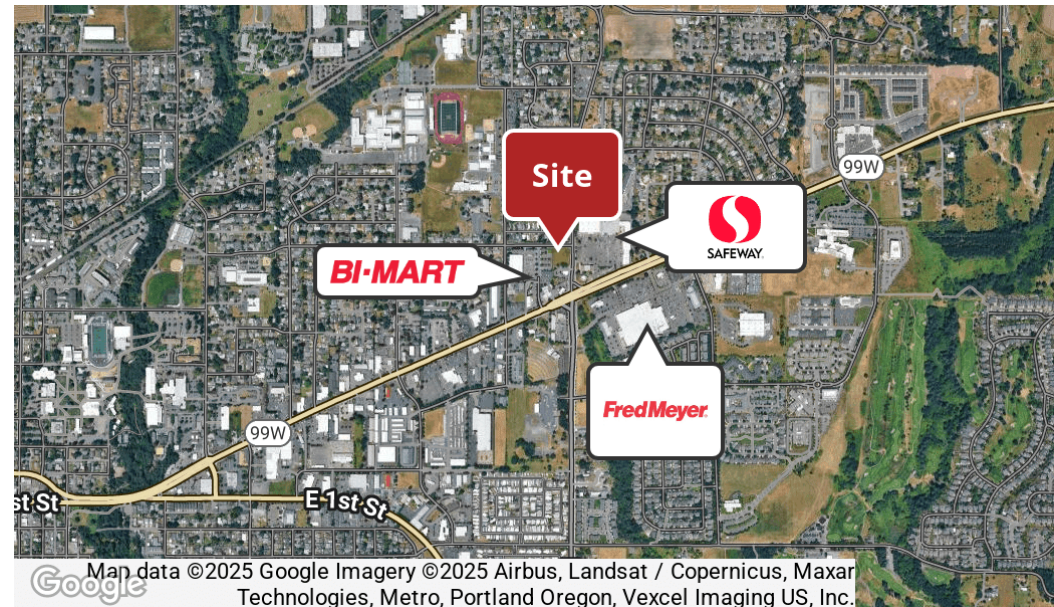 Site
99W
SAFEWAY
BI-MART
FredMeyer
99W
st St
E 1st St
Google
Map data ©2025 Google Imagery ©2025 Airbus, Landsat / Copernicus, Maxar
Technologies, Metro, Portland Oregon, Vexcel Imaging US, Inc.